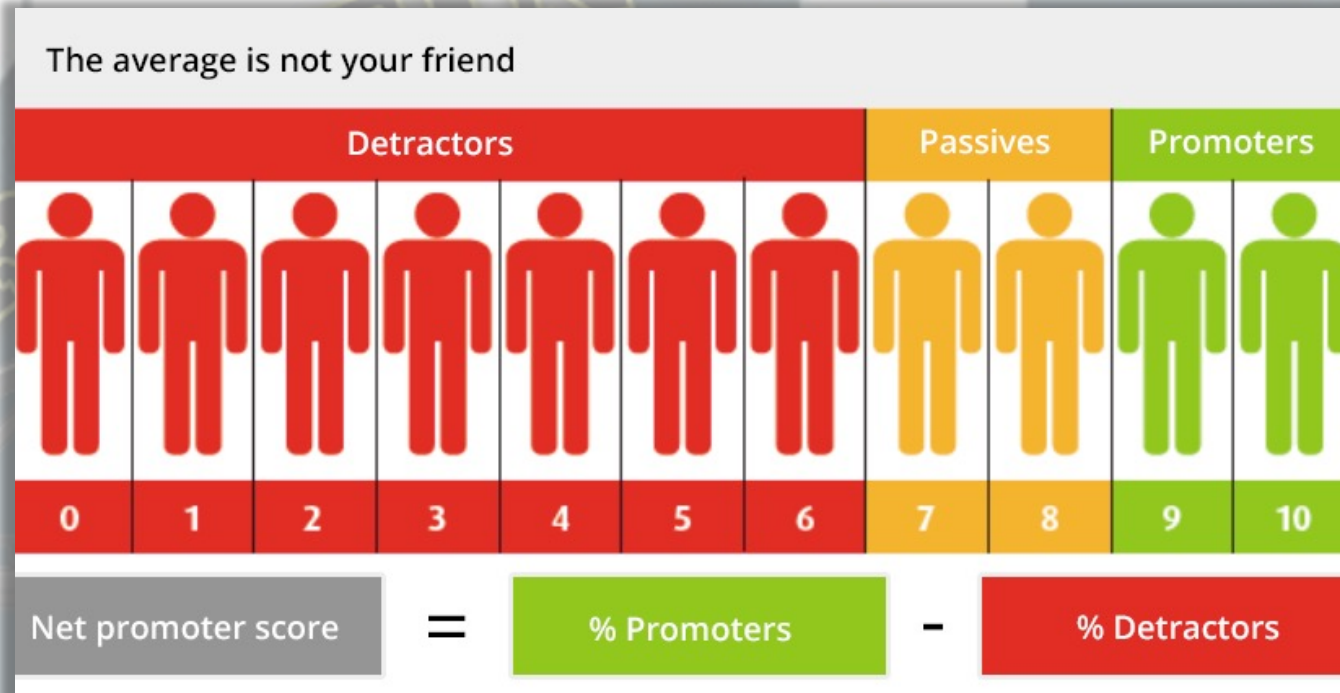 The average is not your friend
Detractors Passives Promoters
0 1 2 3 4 5 6 7 8 9 10
Net promoter score = % Promoters - % Detractors